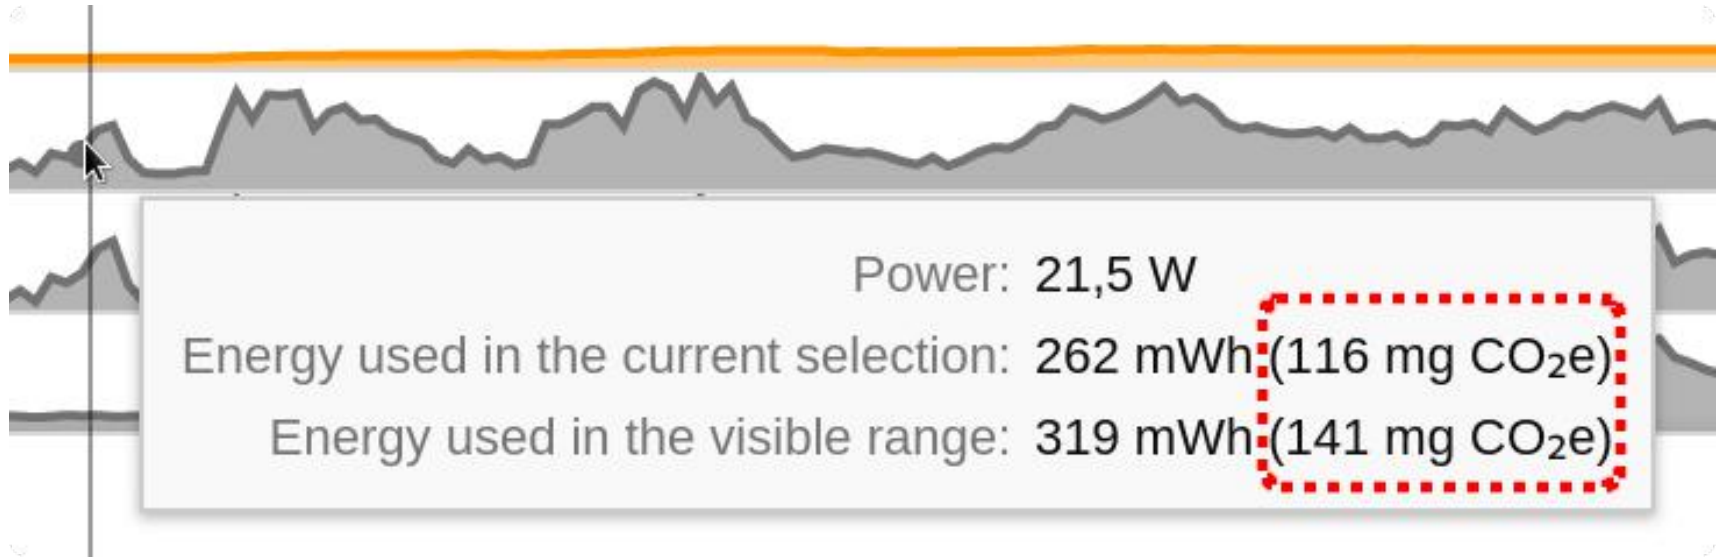 Power: 21,5 W
Energy used in the current selection: 262 mWh (116 mg CO₂e)
Energy used in the visible range: 319 mWh (141 mg CO₂e)